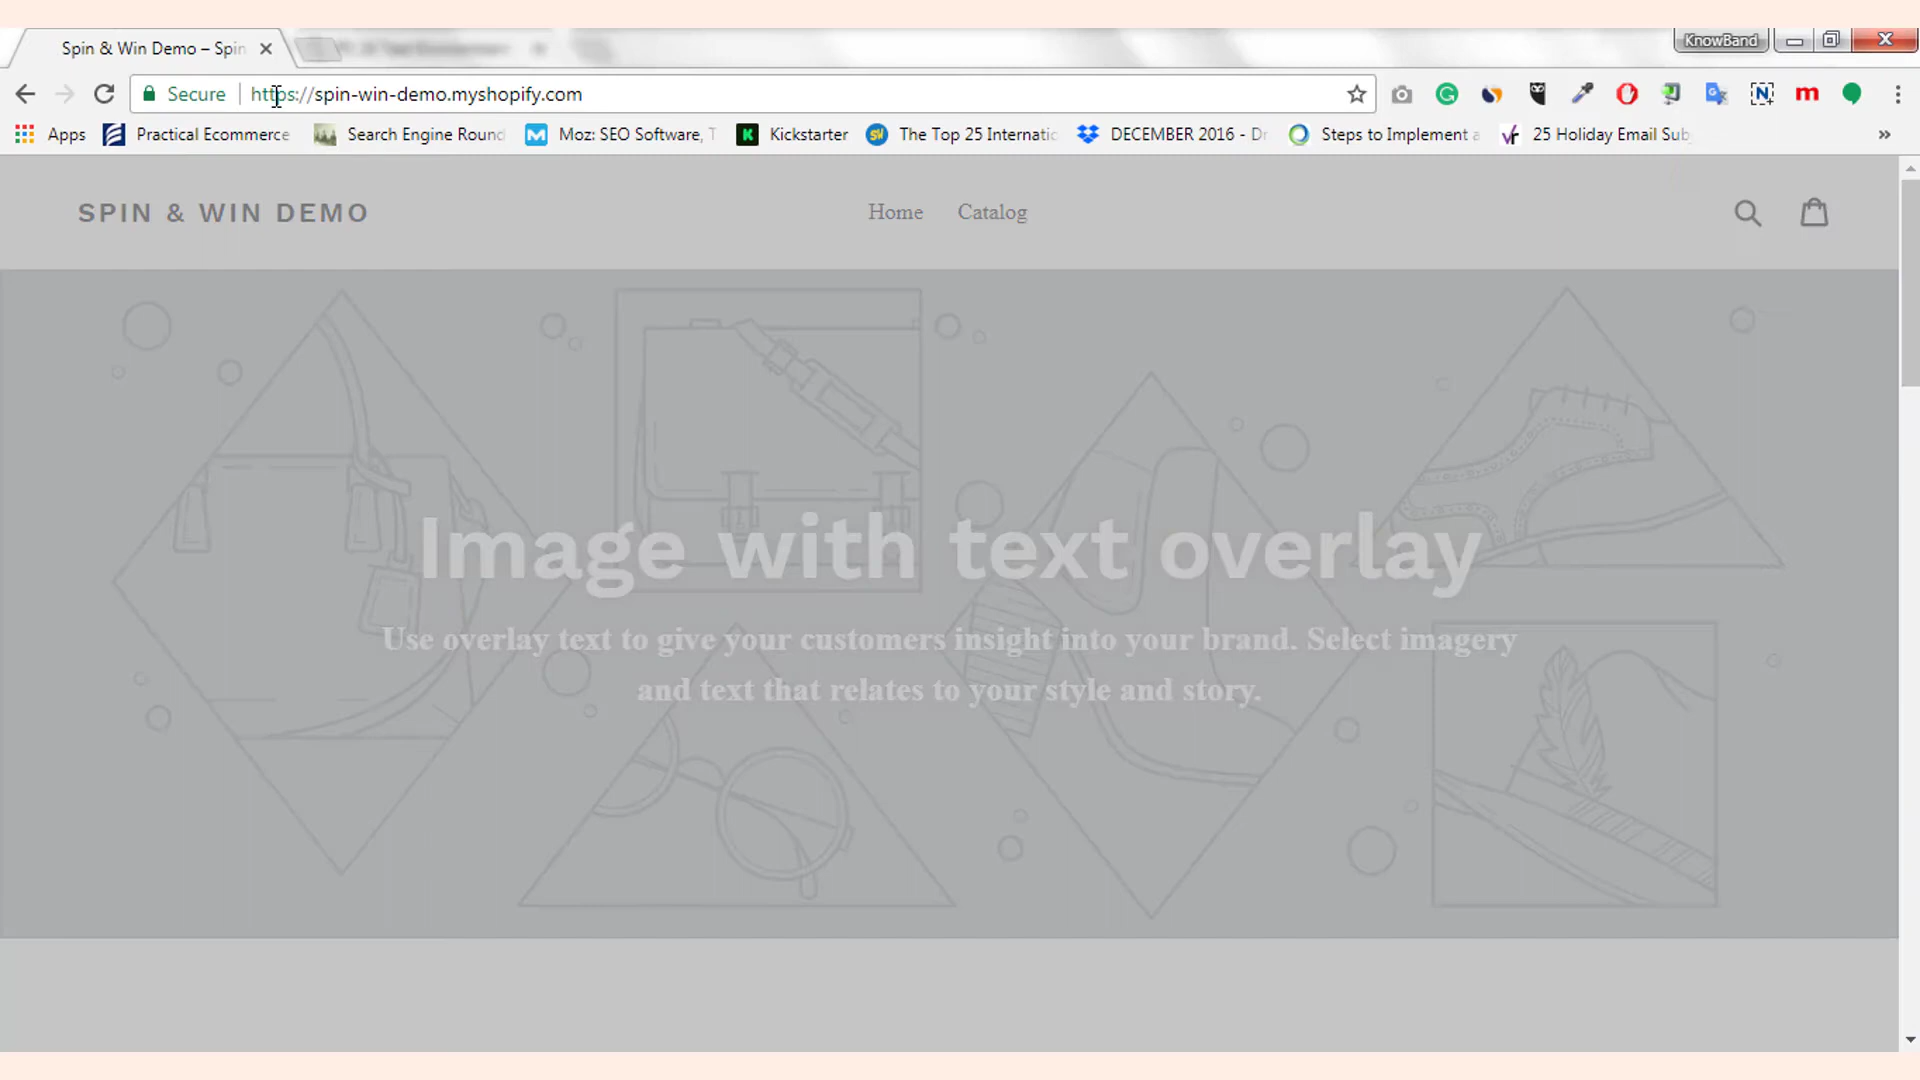 Spin & Win Demo – Spin
KnowBand
Secure
https://spin-win-demo.myshopify.com
Apps
Practical Ecommerce
Search Engine Round
Moz: SEO Software, T
Kickstarter
The Top 25 Internatio
DECEMBER 2016 - Dr
Steps to Implement a
25 Holiday Email Sub
SPIN & WIN DEMO
Home
Catalog
Image with text overlay
Use overlay text to give your customers insight into your brand. Select imagery
and text that relates to your style and story.